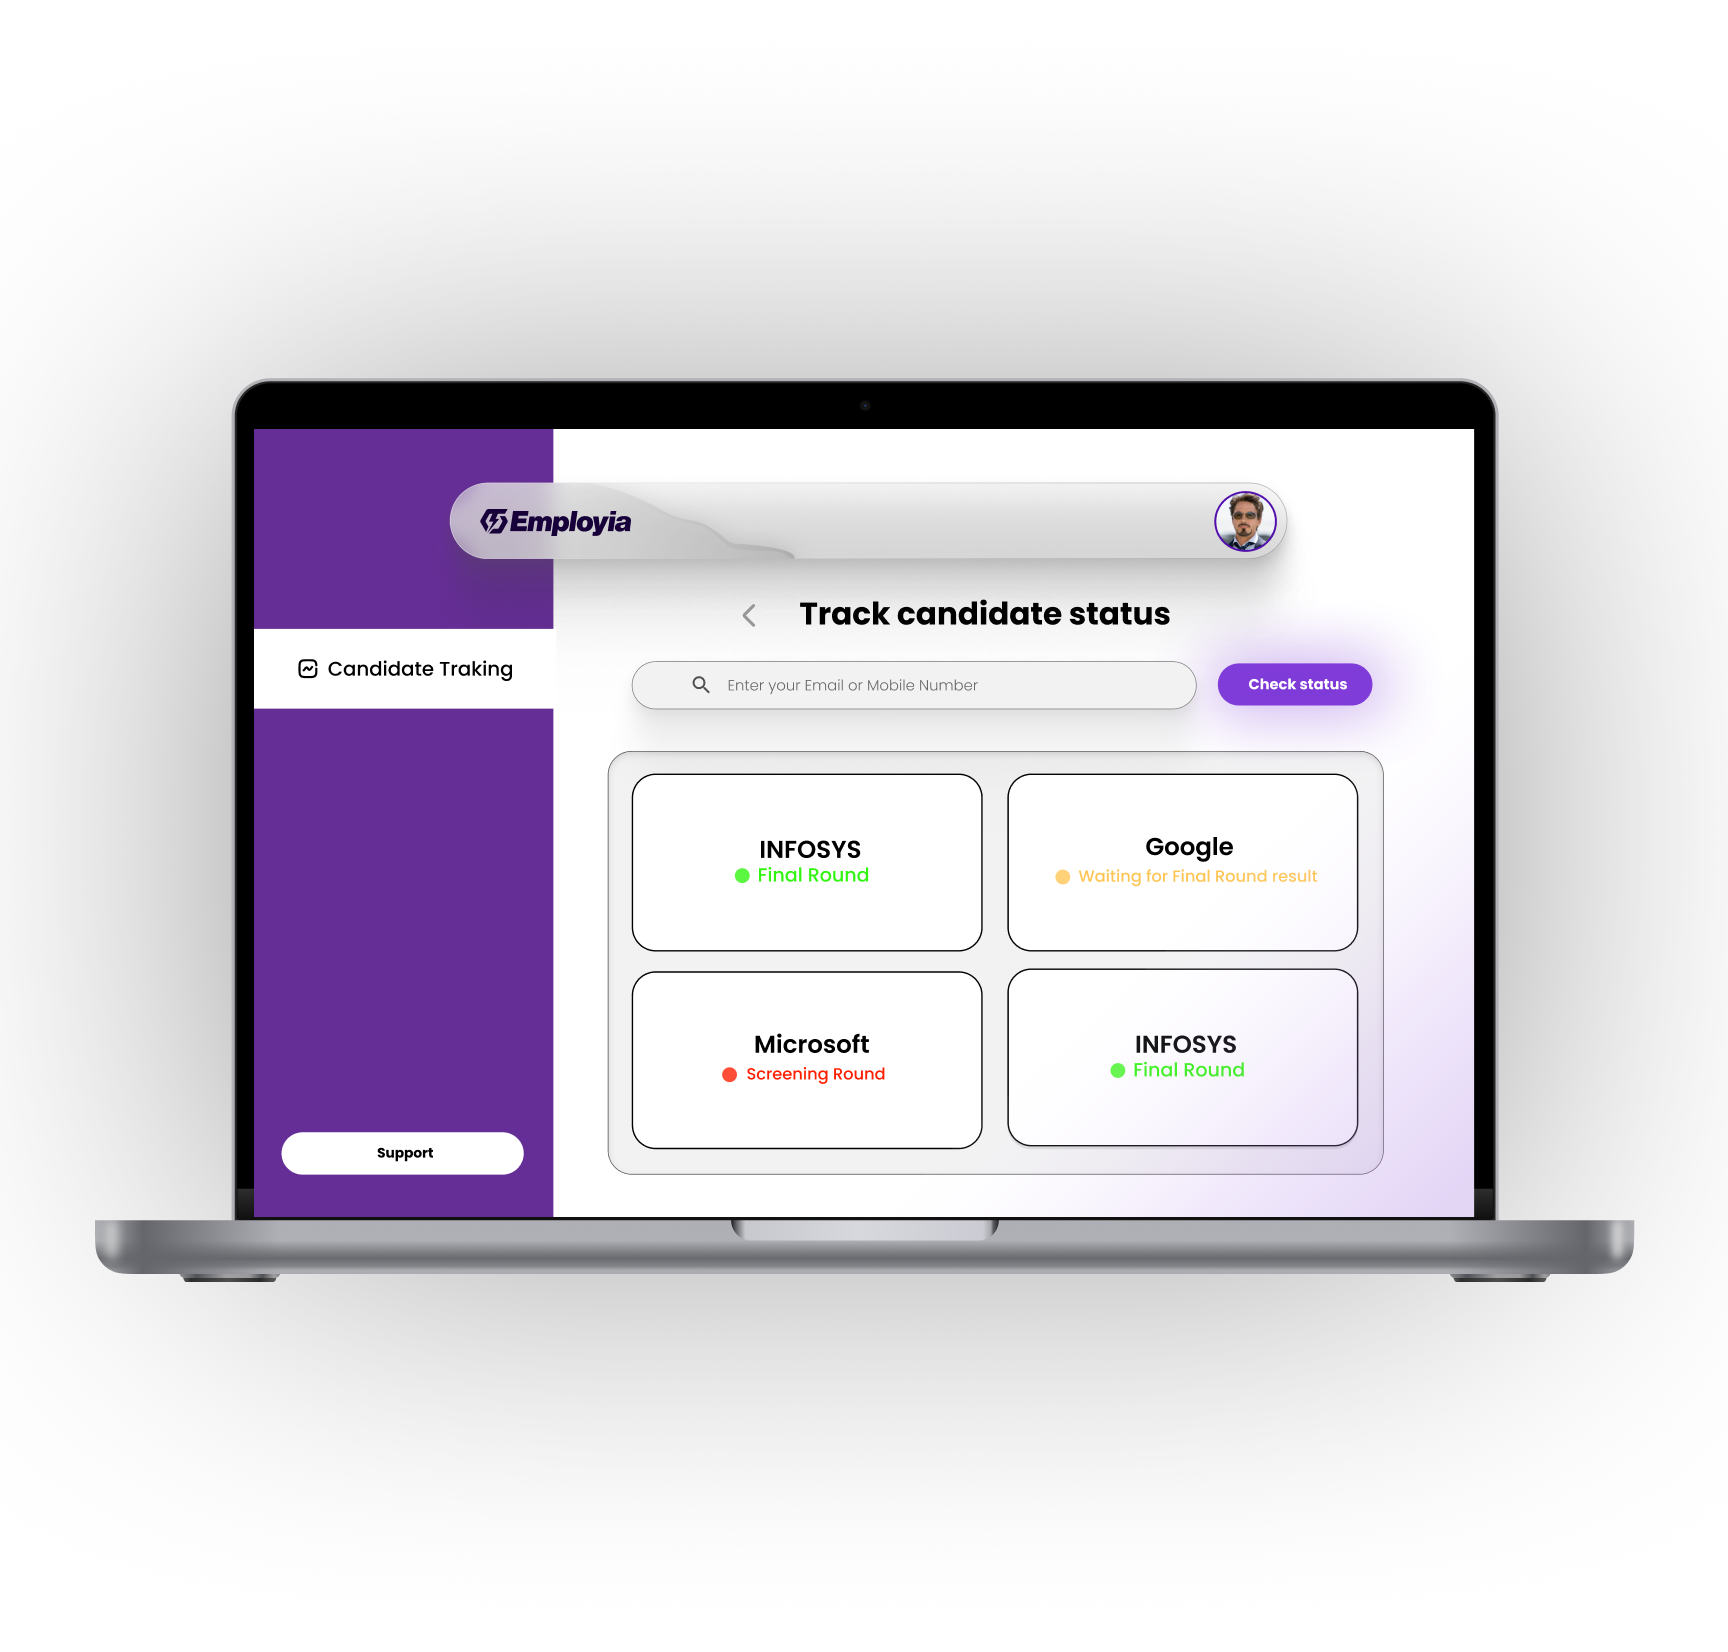 Employia
Track candidate status
Candidate Traking
Enter your Email or Mobile Number
Check status
INFOSYS
Final Round
Google
Waiting for Final Round result
Microsoft
Screening Round
INFOSYS
Final Round
Support